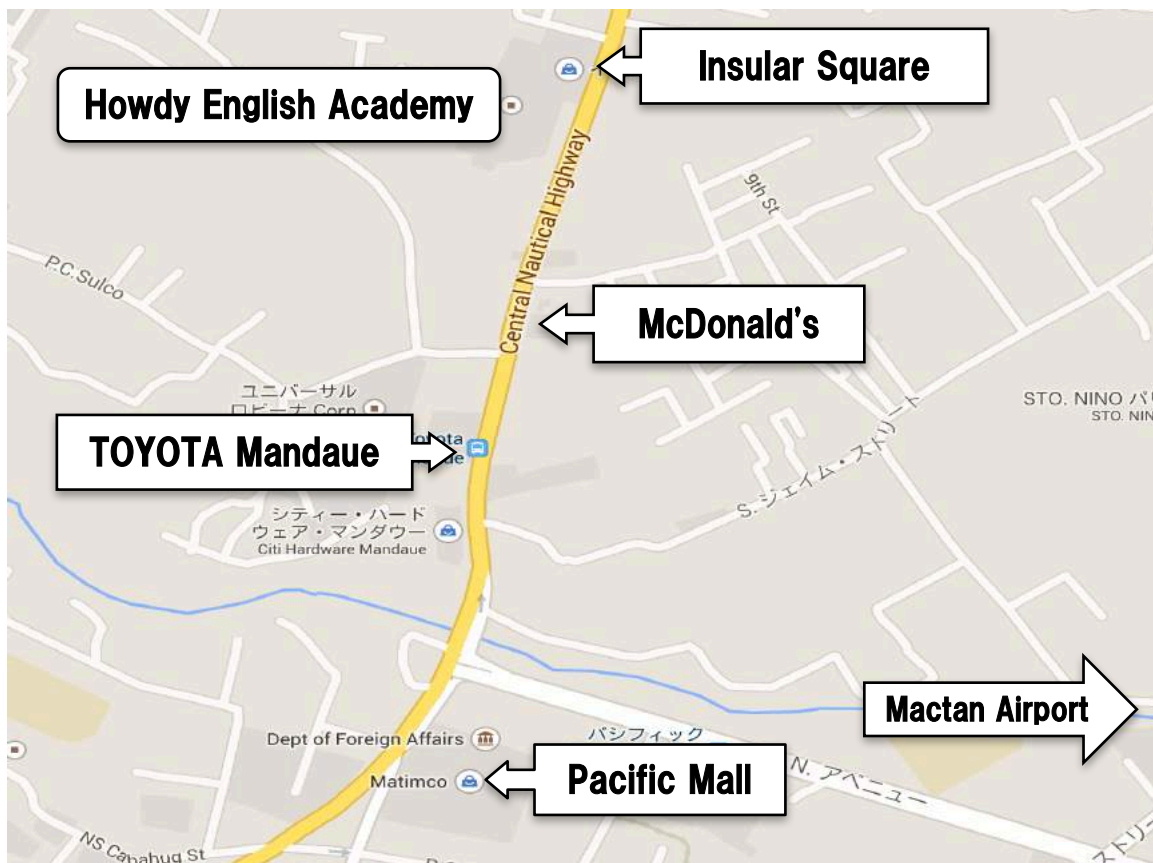 Insular Square
Howdy English Academy
9th St
Central Nautical Highway
P.C.Sulco
McDonald's
ユニバーサル
ロビーナ Corp
STO. NINO
STO. NIN
TOYOTA Mandaue
S. ジェイム・ストリート
シティー・ハード
ウェア・マンダウー
Citi Hardware Mandaue
Mactan Airport
Dept of Foreign Affairs
パシフィック
Matimco
Pacific Mall
N. アベニュー
NS Cabahug St
ストリー